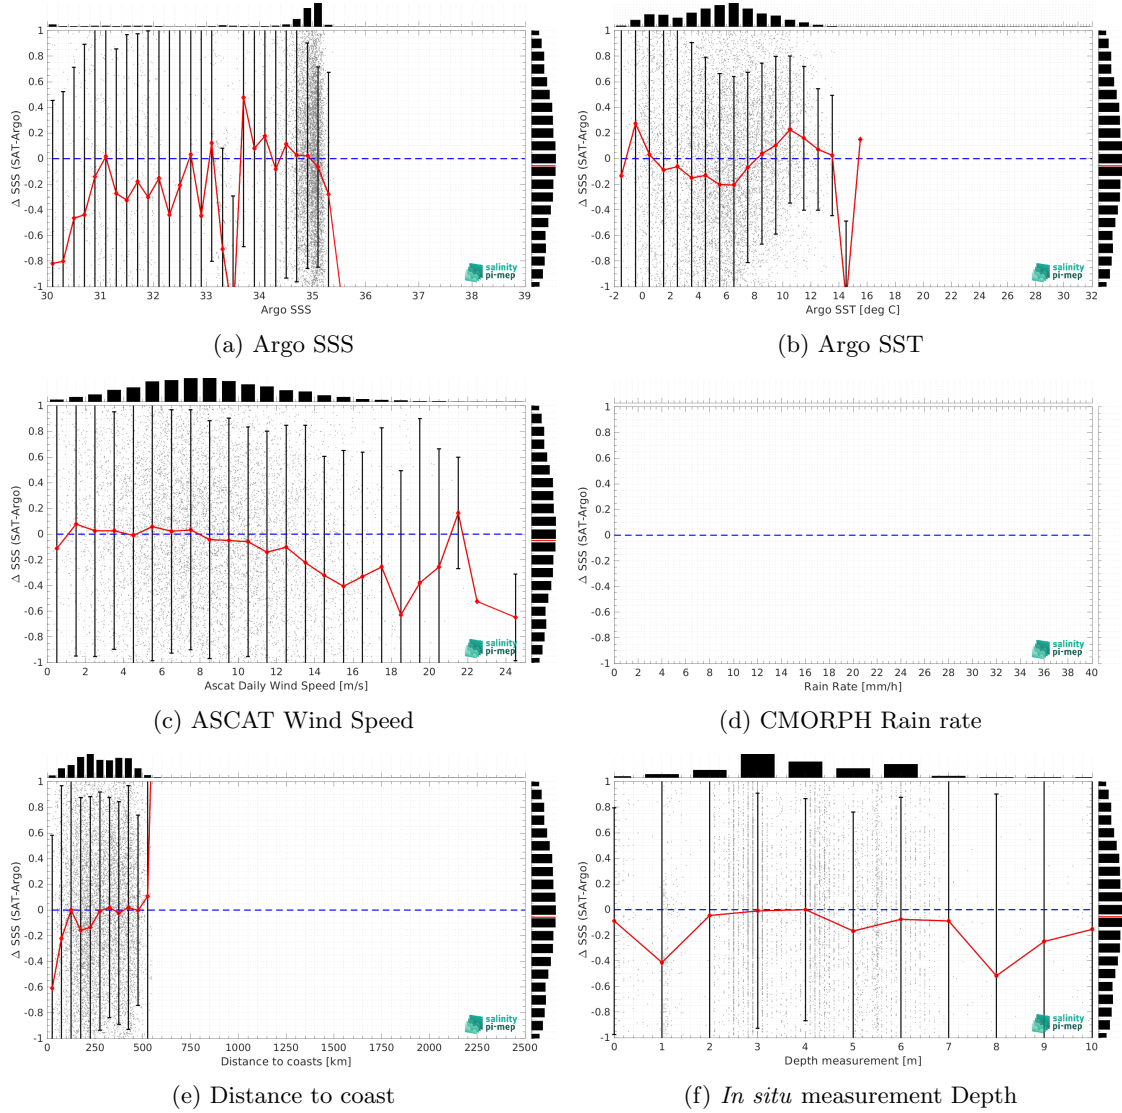 1
0.8
0.6
0.4
0.2
0
-0.2
-0.4
-0.6
-0.8
-1
Δ SSS (SAT-Argo)
30 31 32 33 34 35 36 37 38 39
Argo SSS
salinity
pi-mep
(a) Argo SSS
1
0.8
0.6
0.4
0.2
0
-0.2
-0.4
-0.6
-0.8
-1
Δ SSS (SAT-Argo)
-2 0 2 4 6 8 10 12 14 16 18 20 22 24 26 28 30 32
Argo SST [deg C]
salinity
pi-mep
(b) Argo SST
1
0.8
0.6
0.4
0.2
0
-0.2
-0.4
-0.6
-0.8
-1
Δ SSS (SAT-Argo)
0 2 4 6 8 10 12 14 16 18 20 22 24
Ascat Daily Wind Speed [m/s]
salinity
pi-mep
(c) ASCAT Wind Speed
1
0.8
0.6
0.4
0.2
0
-0.2
-0.4
-0.6
-0.8
-1
Δ SSS (SAT-Argo)
0 2 4 6 8 10 12 14 16 18 20 22 24 26 28 30 32 34 36 38 40
Rain Rate [mm/h]
salinity
pi-mep
(d) CMORPH Rain rate
1
0.8
0.6
0.4
0.2
0
-0.2
-0.4
-0.6
-0.8
-1
Δ SSS (SAT-Argo)
0 250 500 750 1000 1250 1500 1750 2000 2250 2500
Distance to coasts [km]
salinity
pi-mep
(e) Distance to coast
1
0.8
0.6
0.4
0.2
0
-0.2
-0.4
-0.6
-0.8
-1
Δ SSS (SAT-Argo)
0 1 2 3 4 5 6 7 8 9 10
Depth measurement [m]
salinity
pi-mep
(f) In situ measurement Depth